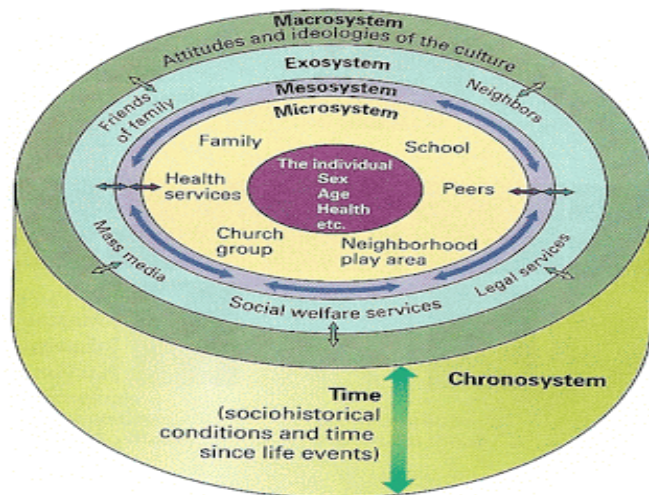 Macrosystem
Attitudes and ideologies of the culture
Exosystem
Mesosystem
Microsystem
Friends
of family
Neighbors
Family
School
The individual
Sex
Age
Health
etc.
Health
services
Peers
Church
group
Neighborhood
play area
Mass media
Legal services
Social welfare services
Time
(sociohistorical
conditions and time
since life events)
Chronosystem